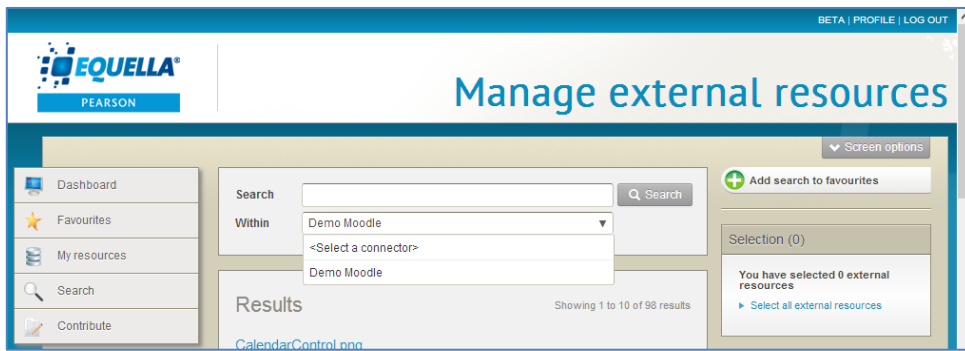 BETA | PROFILE | LOG OUT
EQUELLA®
PEARSON
Manage external resources
Screen options
Dashboard
Favourites
My resources
Search
Contribute
Search
Search
Within
Demo Moodle
<Select a connector>
Demo Moodle
Results
Showing 1 to 10 of 98 results
CalendarControl.png
Add search to favourites
Selection (0)
You have selected 0 external
resources
Select all external resources